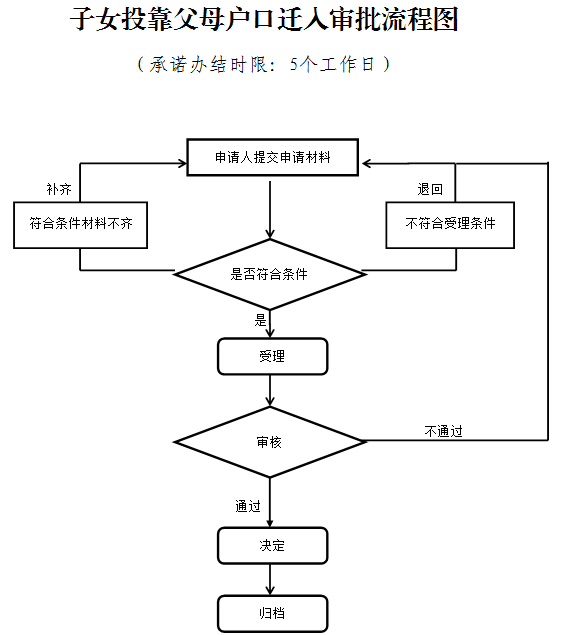 子女投靠父母户口迁入审批流程图
（承诺办结时限：5个工作日）
申请人提交申请材料
补齐
退回
符合条件材料不齐
不符合受理条件
是否符合条件
是
受理
不通过
审核
通过
决定
归档